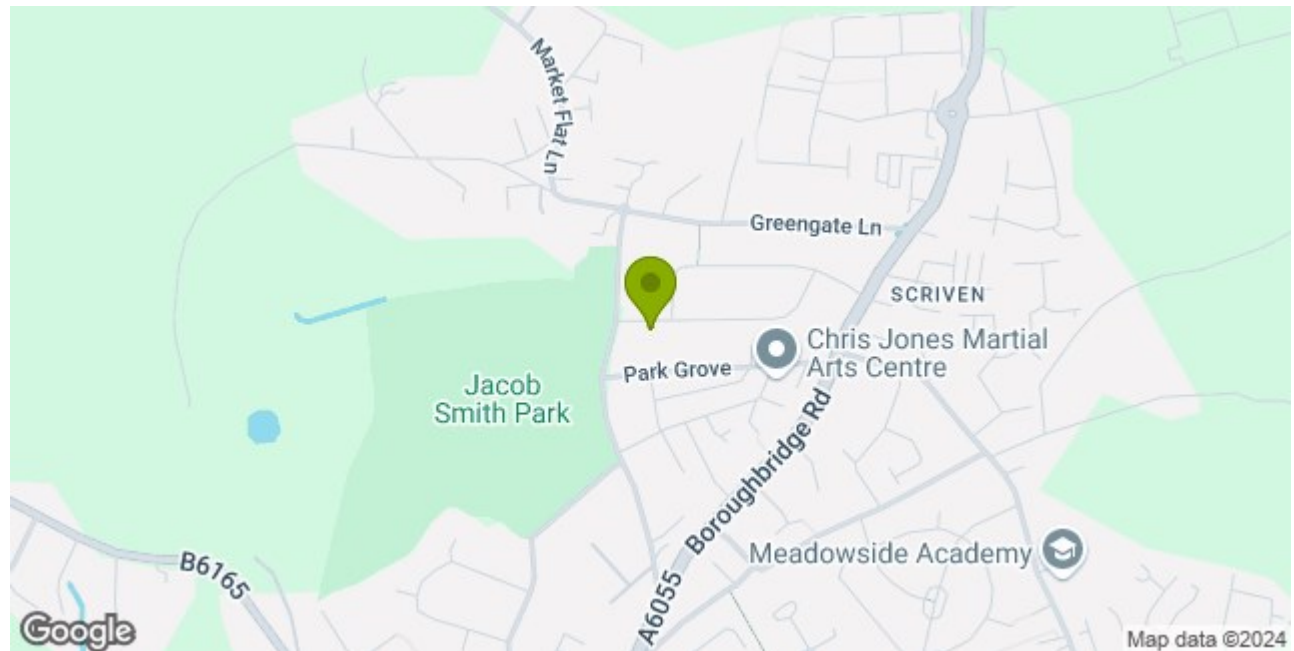 Market Flat Ln
Greengate Ln
SCRIVEN
Chris Jones Martial
Arts Centre
Park Grove
Jacob
Smith Park
Boroughbridge Rd
Meadowside Academy
B6165
A6055
Google
Map data ©2024